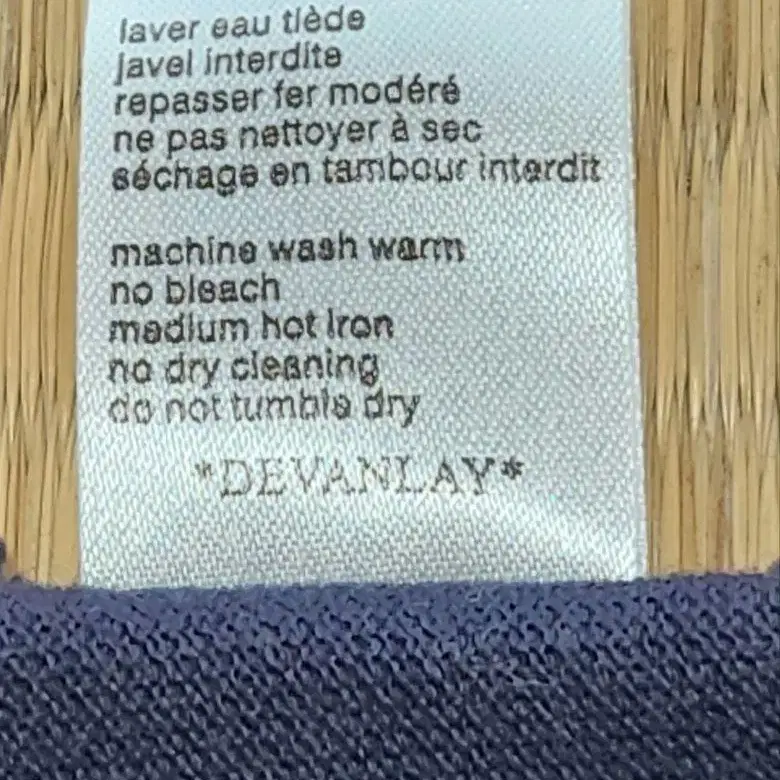 laver eau tiède
javel interdite
repasser fer modéré
ne pas nettoyer à sec
séchage en tambour interdit
machine wash warm
no bleach
medium hot iron
no dry cleaning
do not tumble dry
*DEVANLAY*